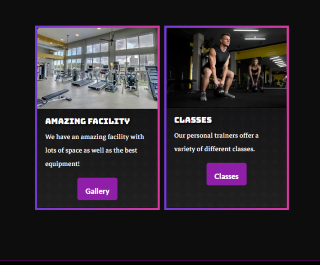 AMAZING FACILITY
We have an amazing facility with
lots of space as well as the best
equipment!
Gallery
CLASSES
Our personal trainers offer a
variety of different classes.
Classes